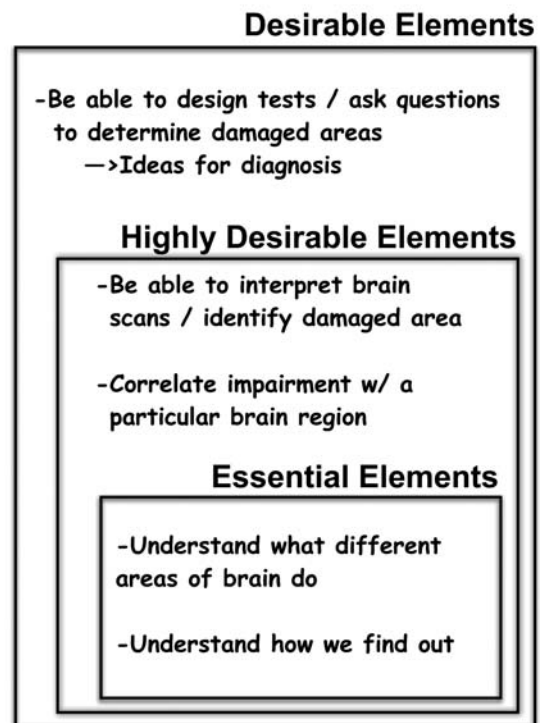 Desirable Elements
-Be able to design tests / ask questions
to determine damaged areas
—>Ideas for diagnosis
Highly Desirable Elements
-Be able to interpret brain
scans / identify damaged area
-Correlate impairment w/ a
particular brain region
Essential Elements
-Understand what different
areas of brain do
-Understand how we find out